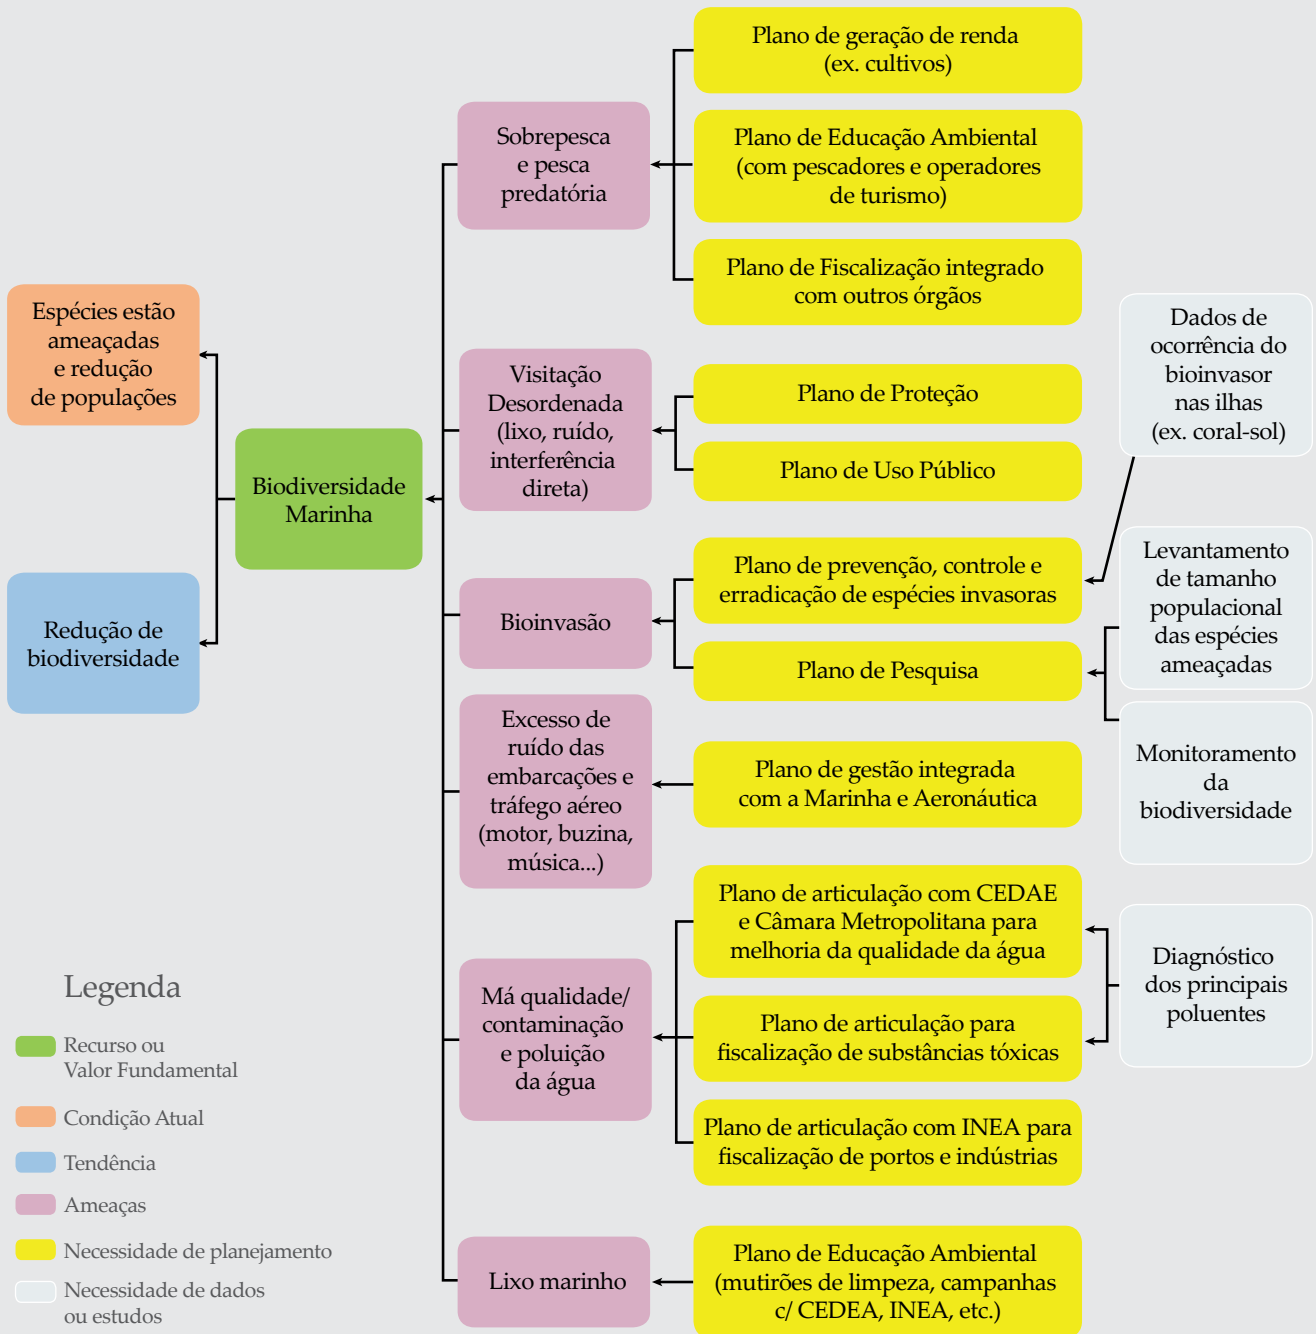 Plano de geração de renda
(ex. cultivos)
Sobrepesca
e pesca
predatória
Plano de Educação Ambiental
(com pescadores e operadores
de turismo)
Plano de Fiscalização integrado
com outros órgãos
Espécies estão
ameaçadas
e redução
de populações
Visitação
Desordenada
(lixo, ruído,
interferência
direta)
Plano de Proteção
Plano de Uso Público
Dados de
ocorrência do
bioinvasor
nas ilhas
(ex. coral-sol)
Biodiversidade
Marinha
Redução de
biodiversidade
Bioinvasão
Plano de prevenção, controle e
erradicação de espécies invasoras
Plano de Pesquisa
Levantamento
de tamanho
populacional
das espécies
ameaçadas
Monitoramento
da
biodiversidade
Excesso de
ruído das
embarcações e
tráfego aéreo
(motor, buzina,
música...)
Plano de gestão integrada
com a Marinha e Aeronáutica
Má qualidade/
contaminação
e poluição
da água
Plano de articulação com CEDAE
e Câmara Metropolitana para
melhoria da qualidade da água
Plano de articulação para
fiscalização de substâncias tóxicas
Plano de articulação com INEA para
fiscalização de portos e indústrias
Diagnóstico
dos principais
poluentes
Lixo marinho
Plano de Educação Ambiental
(mutirões de limpeza, campanhas
c/ CEDEA, INEA, etc.)
Legenda
Recurso ou
Valor Fundamental
Condição Atual
Tendência
Ameaças
Necessidade de planejamento
Necessidade de dados
ou estudos